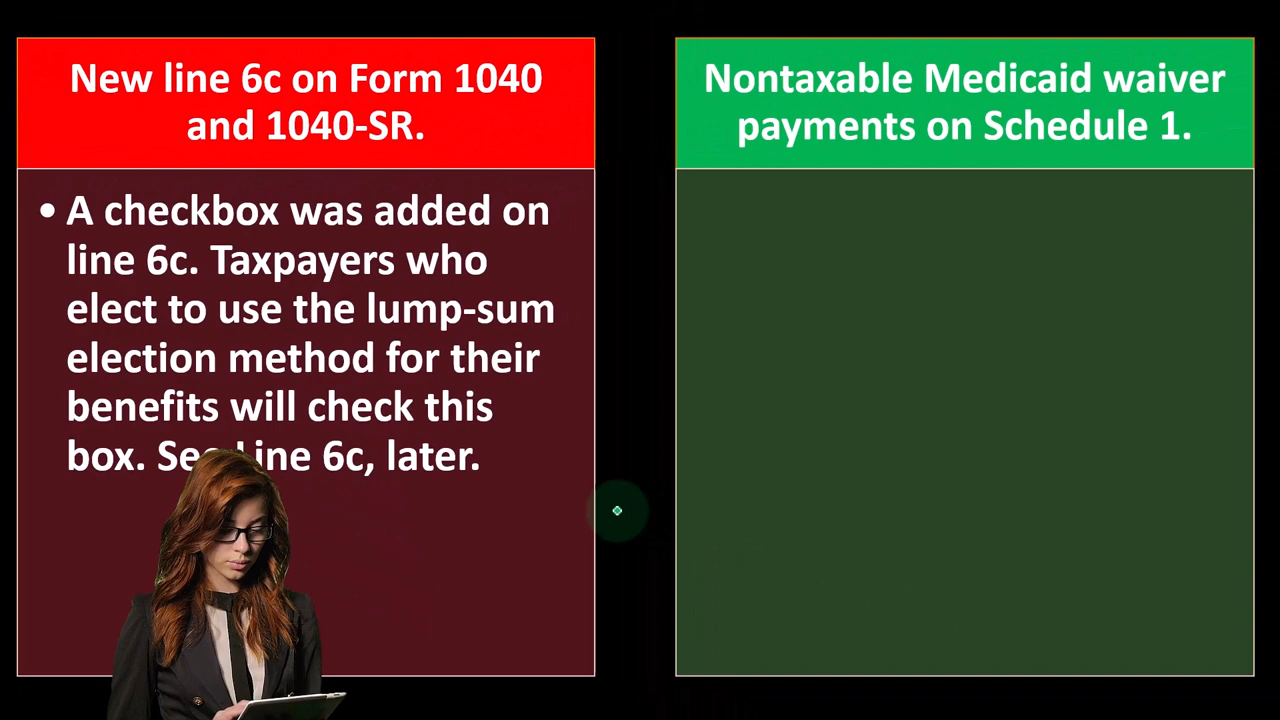 New line 6c on Form 1040
and 1040-SR.
• A checkbox was added on
line 6c. Taxpayers who
elect to use the lump-sum
election method for their
benefits will check this
box. See Line 6c, later.
Nontaxable Medicaid waiver
payments on Schedule 1.